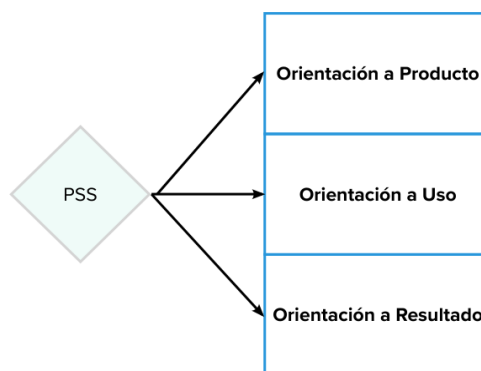 PSS
Orientación a Producto
Orientación a Uso
Orientación a Resultado